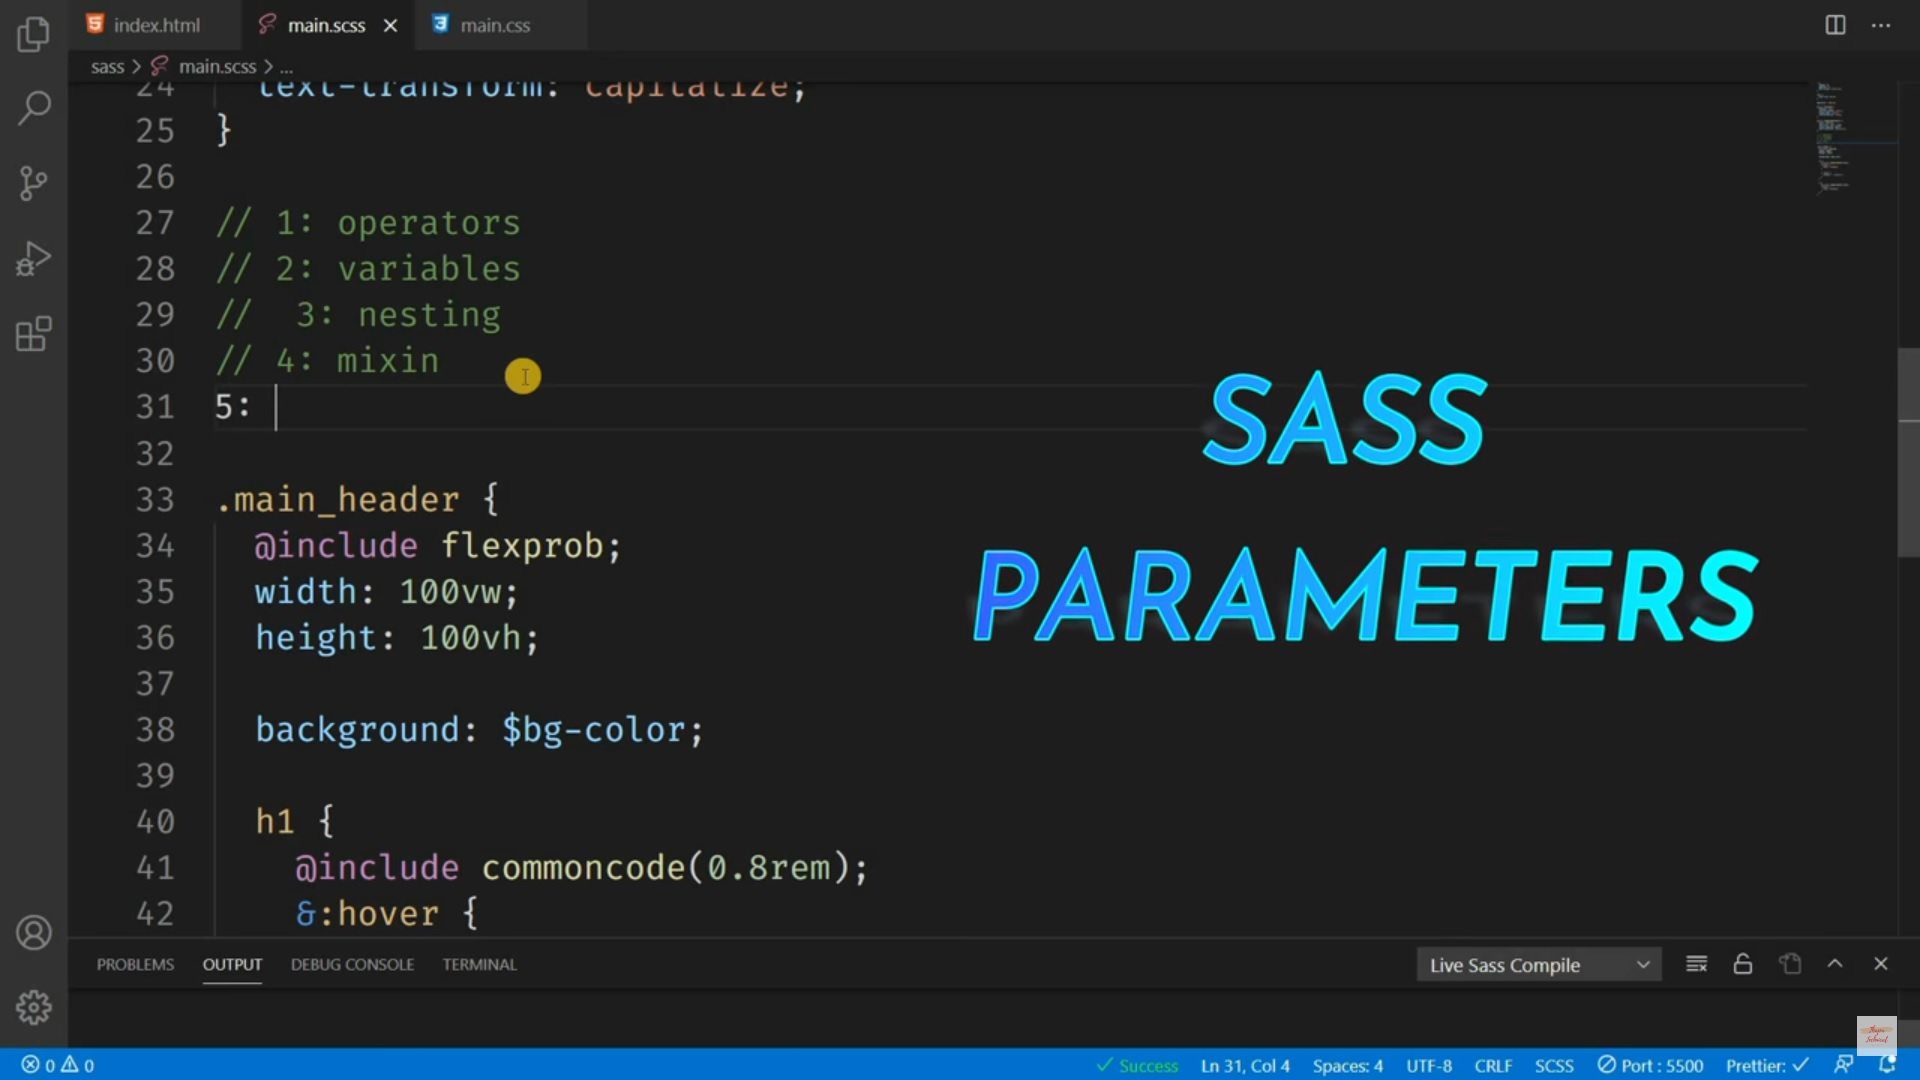 index.html
main.scss
main.css
sass > main.scss > ...
24 text-transform: capitalize;
25 }
26
27 // 1: operators
28 // 2: variables
29 //  3: nesting
30 // 4: mixin
31 5:
32
33 .main_header {
34 @include flexprob;
35 width: 100vw;
36 height: 100vh;
37
38 background: $bg-color;
39
40 h1 {
41 @include commoncode(0.8rem);
42 &:hover {
SASS
PARAMETERS
PROBLEMS OUTPUT DEBUG CONSOLE TERMINAL
Live Sass Compile
0 0
Success Ln 31, Col 4 Spaces: 4 UTF-8 CRLF SCSS Port : 5500 Prettier: